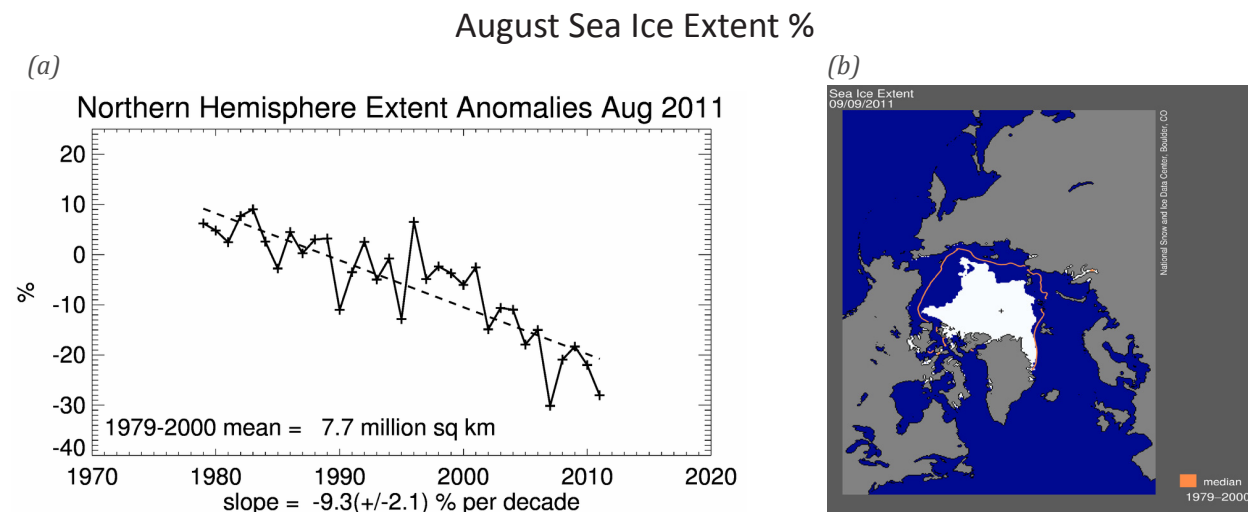 August Sea Ice Extent %
(a)
Northern Hemisphere Extent Anomalies Aug 2011
20
10
0
-10
-20
-30
-40
%
1979-2000 mean = 7.7 million sq km
1970
1980
1990
2000
2010
2020
slope = -9.3(+/-2.1) % per decade
(b)
Sea Ice Extent
09/09/2011
National Snow and Ice Data Center, Boulder, CO
median
1979-2000